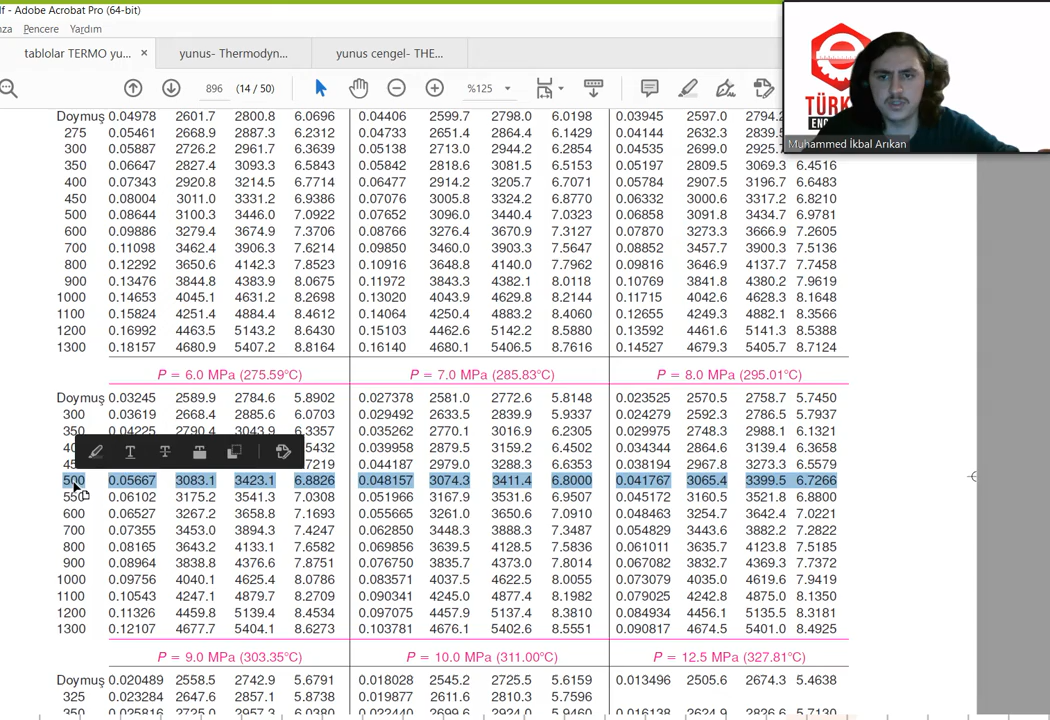 lf - Adobe Acrobat Pro (64-bit)
nza Pencere Yardım
tablolar TERMO yu... × yunus- Thermodyn... yunus cengel- THE...
896 (14 / 50) %125
TÜRK
EN
Muhammed İkbal Arıkan
Doymuş 0.04978 2601.7 2800.8 6.0696 0.04406 2599.7 2798.0 6.0198 0.03945 2597.0 2794.
275 0.05461 2668.9 2887.3 6.2312 0.04733 2651.4 2864.4 6.1429 0.04144 2632.3 2839.
300 0.05887 2726.2 2961.7 6.3639 0.05138 2713.0 2944.2 6.2854 0.04535 2699.0 2925.
350 0.06647 2827.4 3093.3 6.5843 0.05842 2818.6 3081.5 6.5153 0.05197 2809.5 3069.3 6.4516
400 0.07343 2920.8 3214.5 6.7714 0.06477 2914.2 3205.7 6.7071 0.05784 2907.5 3196.7 6.6483
450 0.08004 3011.0 3331.2 6.9386 0.07076 3005.8 3324.2 6.8770 0.06332 3000.6 3317.2 6.8210
500 0.08644 3100.3 3446.0 7.0922 0.07652 3096.0 3440.4 7.0323 0.06858 3091.8 3434.7 6.9781
600 0.09886 3279.4 3674.9 7.3706 0.08766 3276.4 3670.9 7.3127 0.07870 3273.3 3666.9 7.2605
700 0.11098 3462.4 3906.3 7.6214 0.09850 3460.0 3903.3 7.5647 0.08852 3457.7 3900.3 7.5136
800 0.12292 3650.6 4142.3 7.8523 0.10916 3648.8 4140.0 7.7962 0.09816 3646.9 4137.7 7.7458
900 0.13476 3844.8 4383.9 8.0675 0.11972 3843.3 4382.1 8.0118 0.10769 3841.8 4380.2 7.9619
1000 0.14653 4045.1 4631.2 8.2698 0.13020 4043.9 4629.8 8.2144 0.11715 4042.6 4628.3 8.1648
1100 0.15824 4251.4 4884.4 8.4612 0.14064 4250.4 4883.2 8.4060 0.12655 4249.3 4882.1 8.3566
1200 0.16992 4463.5 5143.2 8.6430 0.15103 4462.6 5142.2 8.5880 0.13592 4461.6 5141.3 8.5388
1300 0.18157 4680.9 5407.2 8.8164 0.16140 4680.1 5406.5 8.7616 0.14527 4679.3 5405.7 8.7124
P = 6.0 MPa (275.59°C) P = 7.0 MPa (285.83°C) P = 8.0 MPa (295.01°C)
Doymuş 0.03245 2589.9 2784.6 5.8902 0.027378 2581.0 2772.6 5.8148 0.023525 2570.5 2758.7 5.7450
300 0.03619 2668.4 2885.6 6.0703 0.029492 2633.5 2839.9 5.9337 0.024279 2592.3 2786.5 5.7937
350 0.04225 2790.4 3043.9 6.3357 0.035262 2770.1 3016.9 6.2305 0.029975 2748.3 2988.1 6.1321
40 .5432 0.039958 2879.5 3159.2 6.4502 0.034344 2864.6 3139.4 6.3658
45 .7219 0.044187 2979.0 3288.3 6.6353 0.038194 2967.8 3273.3 6.5579
500 0.05667 3083.1 3423.1 6.8826 0.048157 3074.3 3411.4 6.8000 0.041767 3065.4 3399.5 6.7266
550 0.06102 3175.2 3541.3 7.0308 0.051966 3167.9 3531.6 6.9507 0.045172 3160.5 3521.8 6.8800
600 0.06527 3267.2 3658.8 7.1693 0.055665 3261.0 3650.6 7.0910 0.048463 3254.7 3642.4 7.0221
700 0.07355 3453.0 3894.3 7.4247 0.062850 3448.3 3888.3 7.3487 0.054829 3443.6 3882.2 7.2822
800 0.08165 3643.2 4133.1 7.6582 0.069856 3639.5 4128.5 7.5836 0.061011 3635.7 4123.8 7.5185
900 0.08964 3838.8 4376.6 7.8751 0.076750 3835.7 4373.0 7.8014 0.067082 3832.7 4369.3 7.7372
1000 0.09756 4040.1 4625.4 8.0786 0.083571 4037.5 4622.5 8.0055 0.073079 4035.0 4619.6 7.9419
1100 0.10543 4247.1 4879.7 8.2709 0.090341 4245.0 4877.4 8.1982 0.079025 4242.8 4875.0 8.1350
1200 0.11326 4459.8 5139.4 8.4534 0.097075 4457.9 5137.4 8.3810 0.084934 4456.1 5135.5 8.3181
1300 0.12107 4677.7 5404.1 8.6273 0.103781 4676.1 5402.6 8.5551 0.090817 4674.5 5401.0 8.4925
P = 9.0 MPa (303.35°C) P = 10.0 MPa (311.00°C) P = 12.5 MPa (327.81°C)
Doymuş 0.020489 2558.5 2742.9 5.6791 0.018028 2545.2 2725.5 5.6159 0.013496 2505.6 2674.3 5.4638
325 0.023284 2647.6 2857.1 5.8738 0.019877 2611.6 2810.3 5.7596
350 0.025816 2725.0 2957.3 6.0380 0.022440 2699.6 2924.0 5.9460 0.016138 2624.9 2826.6 5.7130